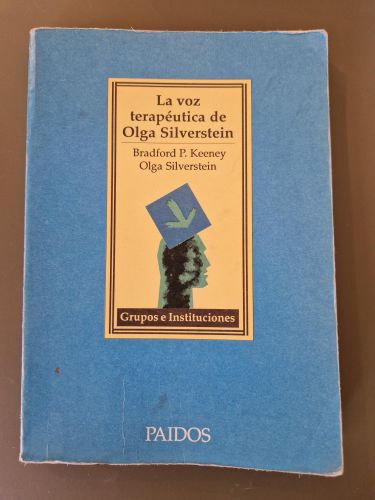 La voz
terapéutica de
Olga Silverstein
Bradford P. Keeney
Olga Silverstein
Grupos e Instituciones
PAIDOS